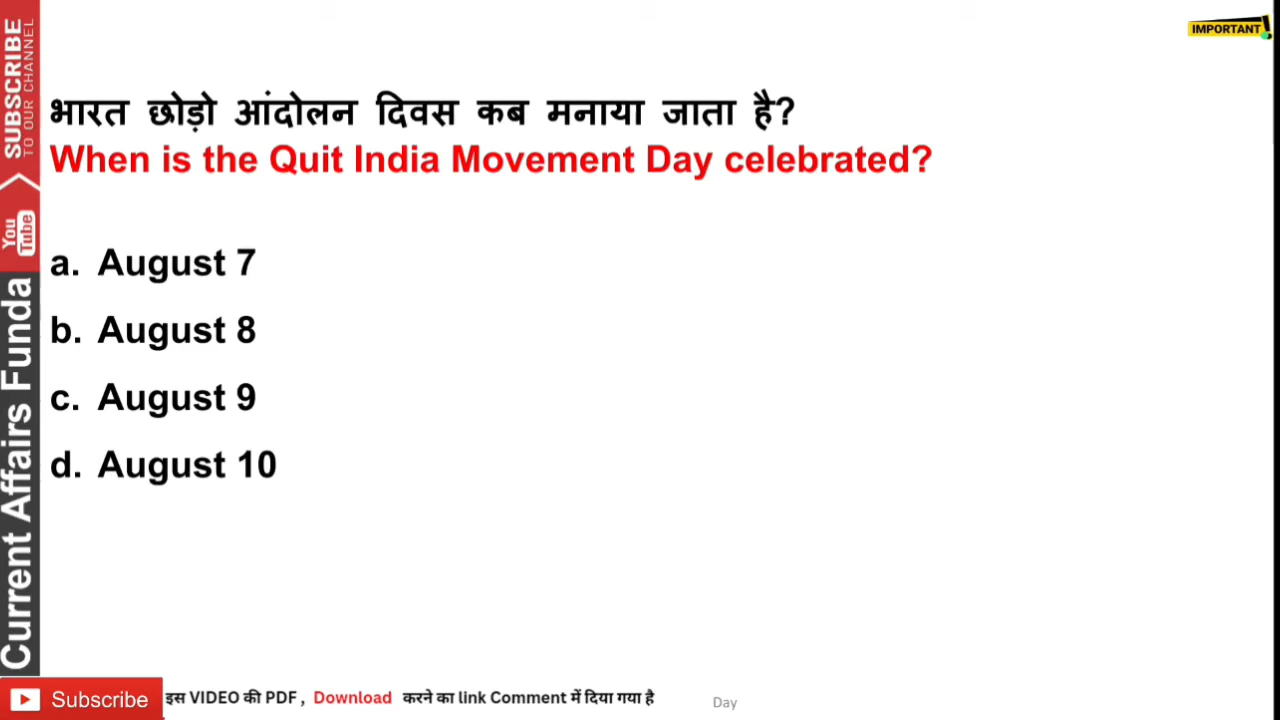 IMPORTANT!
भारत छोड़ो आंदोलन दिवस कब मनाया जाता है?
When is the Quit India Movement Day celebrated?
a. August 7
b. August 8
c. August 9
d. August 10
SUBSCRIBE
TO OUR CHANNEL
You Tube
Current Affairs Funda
Subscribe
इस VIDEO की PDF , Download करने का link Comment में दिया गया है
Day